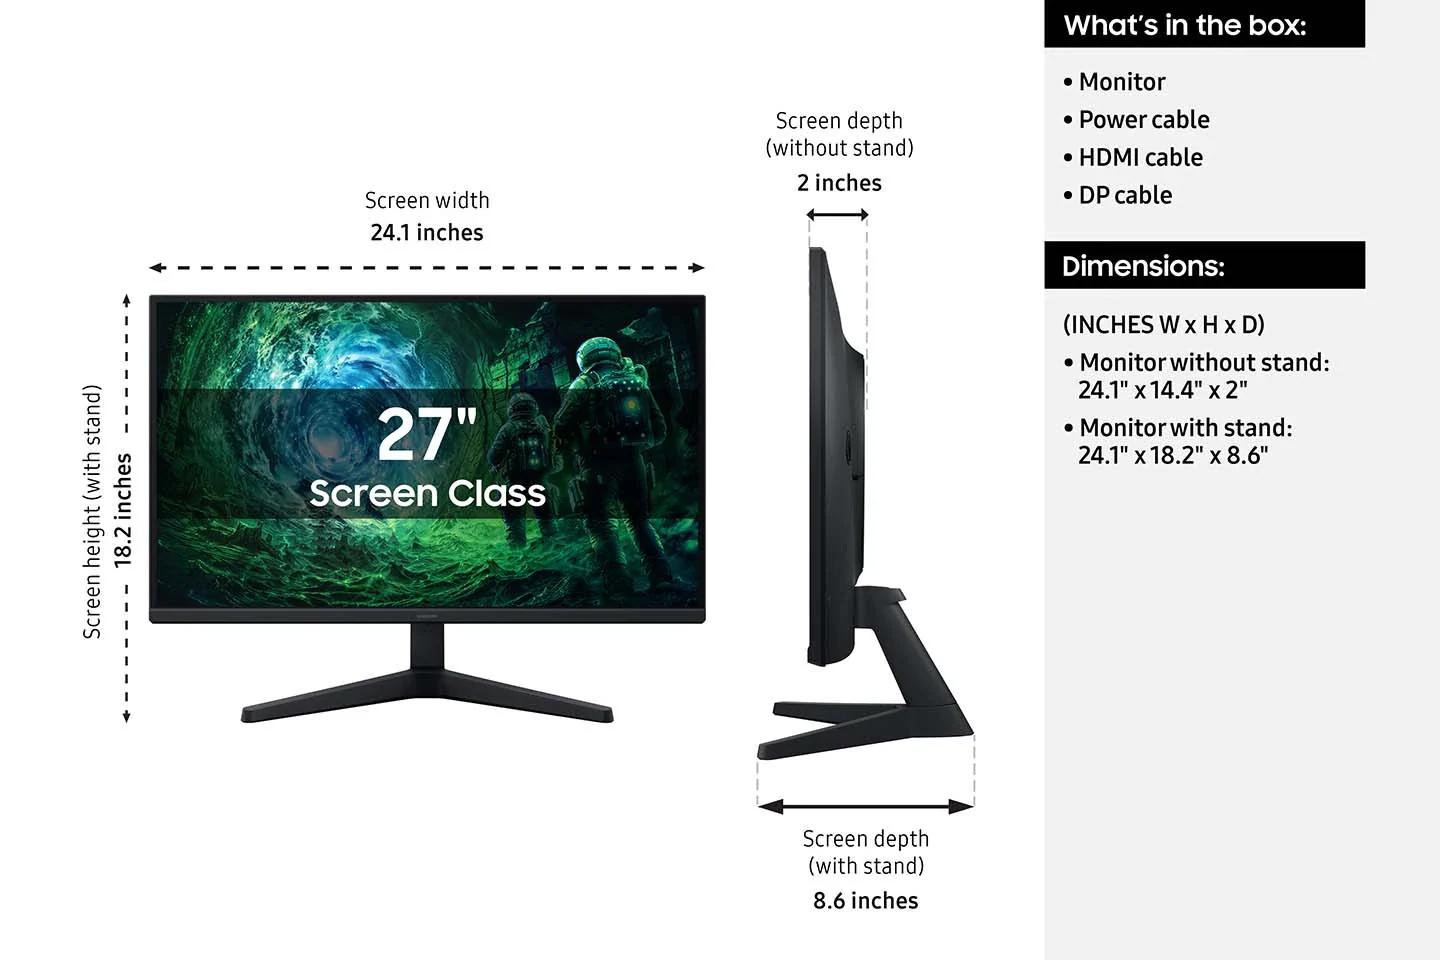 Screen width
24.1 inches
Screen height (with stand)
18.2 inches
27"
Screen Class
Screen depth
(without stand)
2 inches
Screen depth
(with stand)
8.6 inches
What's in the box:
• Monitor
• Power cable
• HDMI cable
• DP cable
Dimensions:
(INCHES W x H x D)
• Monitor without stand:
24.1" x 14.4" x 2"
• Monitor with stand:
24.1" x 18.2" x 8.6"